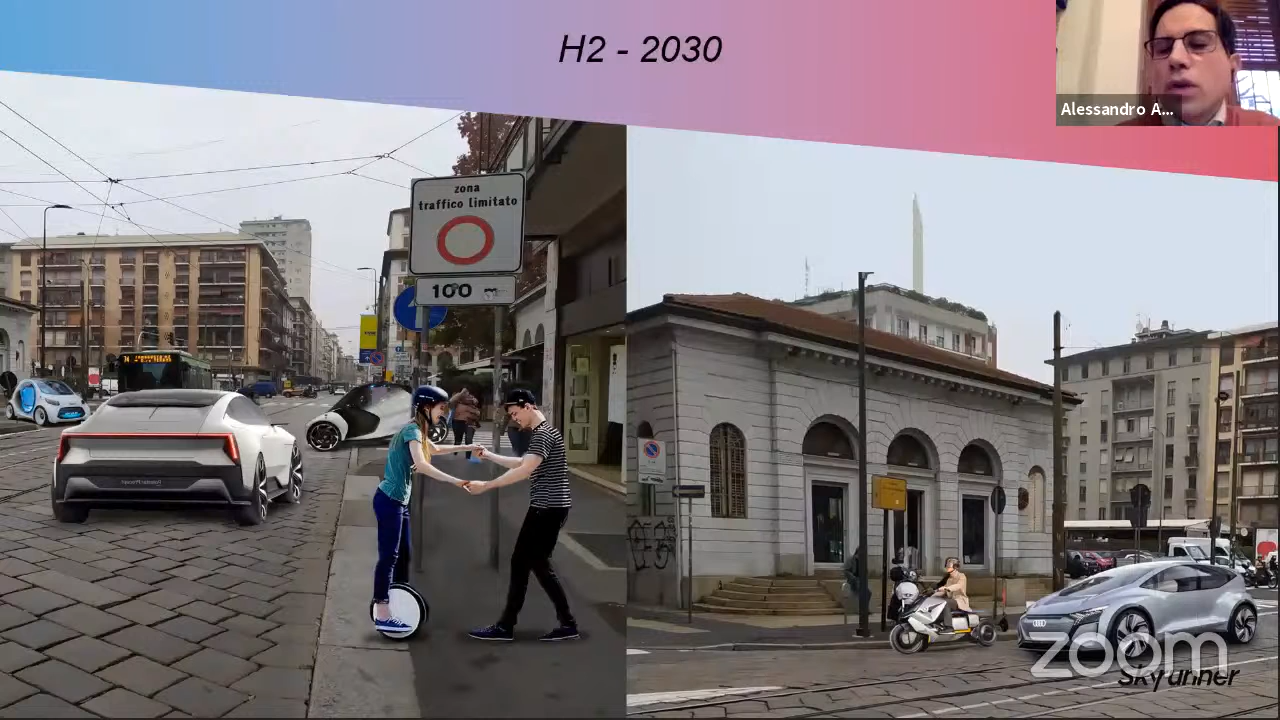 H2 - 2030
Alessandro A...
zona
traffico limitato
100
zoom
skyrunner